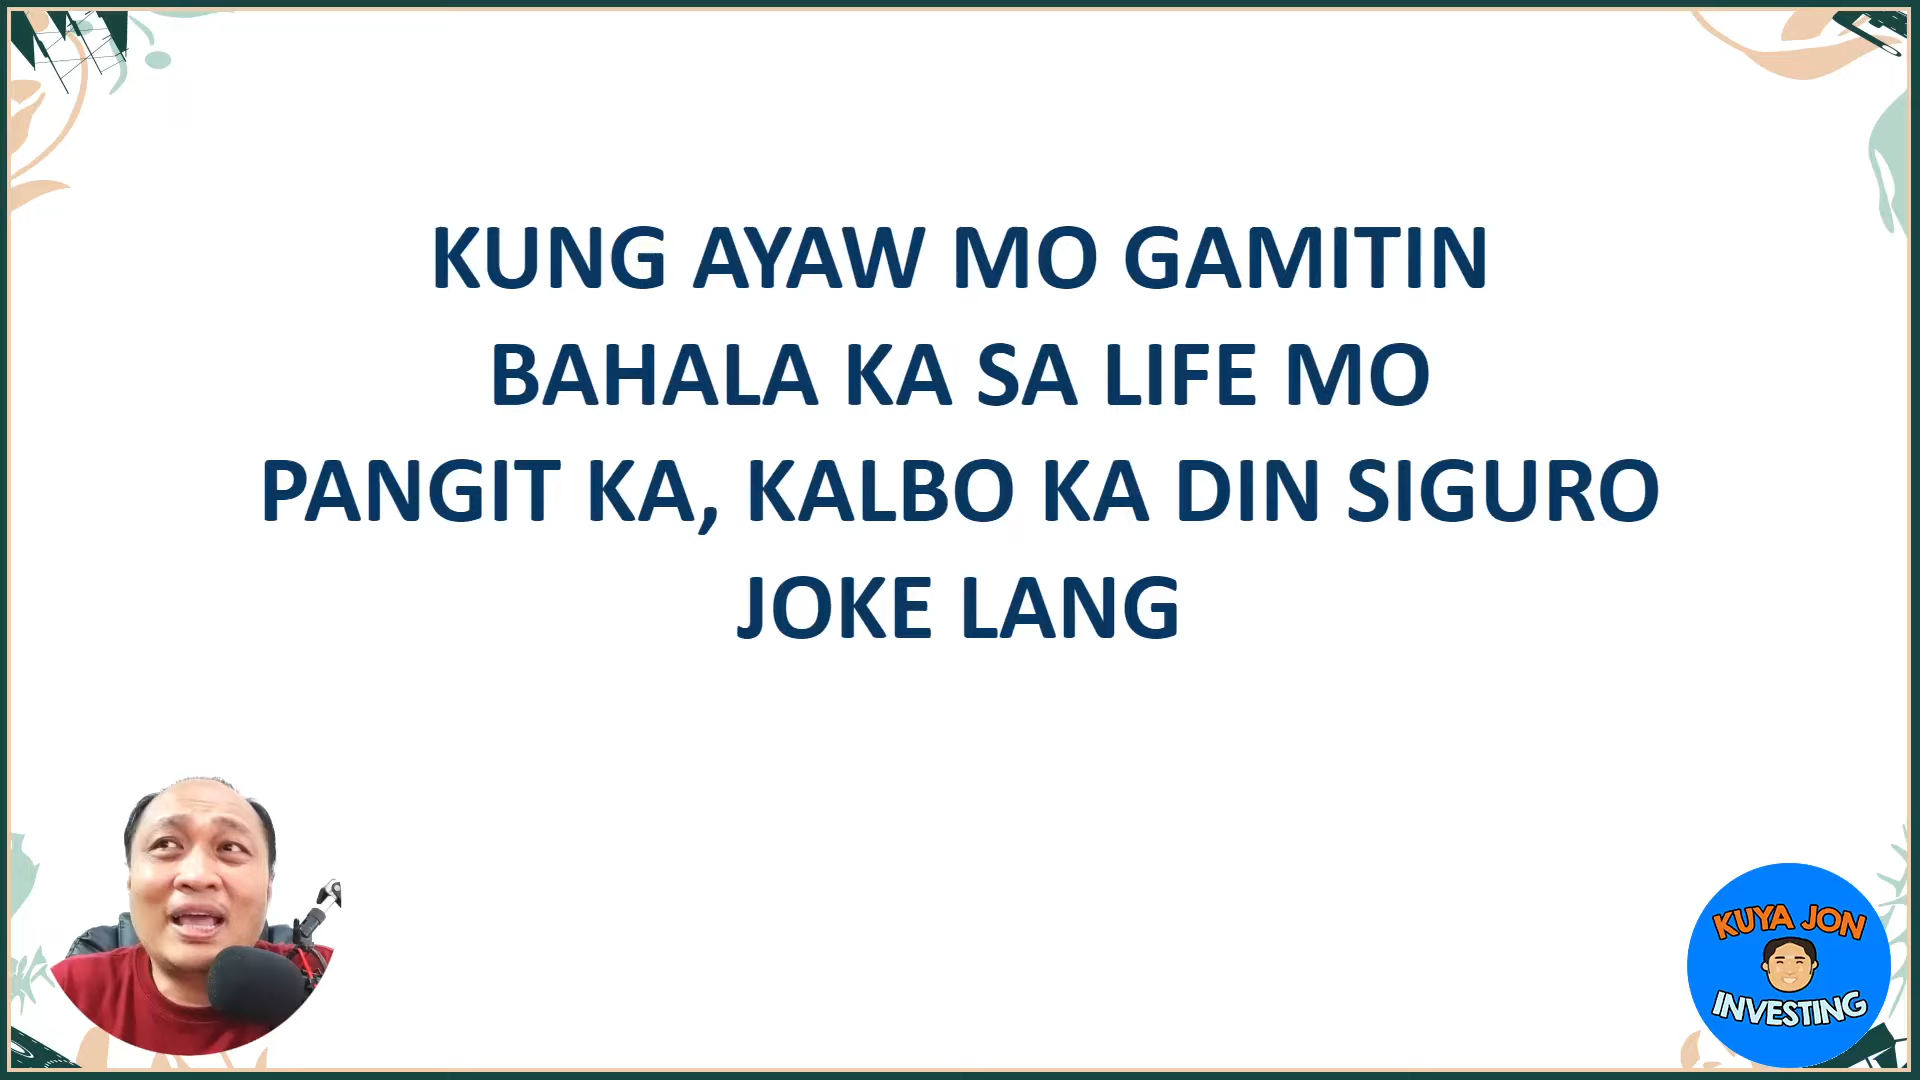 KUNG AYAW MO GAMITIN
BAHALA KA SA LIFE MO
PANGIT KA, KALBO KA DIN SIGURO
JOKE LANG
KUYA JON
INVESTING